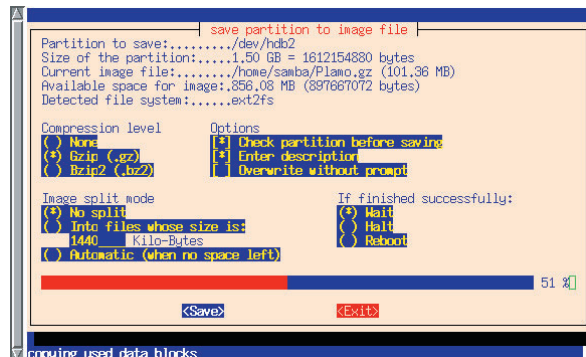 save partition to image file
Partition to save:........./dev/hdb2
Size of the partition:.....1.50 GB = 1612154880 bytes
Current image file:......../home/samba/Plamo.gz (101.36 MB)
Available space for image:.856.08 MB (897667072 bytes)
Detected file system:......ext2fs
Compression level
( ) None
(*) Gzip (.gz)
( ) Bzip2 (.bz2)
Options
[*] Check partition before saving
[*] Enter description
[ ] Overwrite without prompt
Image split mode
(*) No split
( ) Into files whose size is:
1440____ Kilo-Bytes
( ) Automatic (when no space left)
If finished successfully:
(*) Wait
( ) Halt
( ) Reboot
51 %
<Save> <Exit>
copying used data blocks